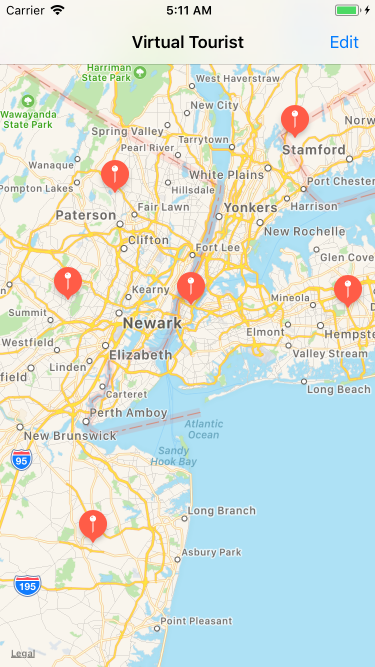 Carrier 5:11 AM
Virtual Tourist Edit
Harriman
State Park
West Haverstraw
Wawayanda
State Park
New City
Spring Valley
Tarrytown
Norw
Pearl River
Stamford
Wanaque
White Plains
Pompton Lakes
Hillsdale
Port Chester
Fair Lawn
Yonkers
Harrison
Paterson
New Rochelle
Clifton
Fort Lee
Glen Cove
Kearny
Mineola
Summit
Newark
Elmont
Hempste
Westfield
Elizabeth
Valley Stream
Linden
field
Long Beach
Carteret
Perth Amboy
Atlantic
Ocean
New Brunswick
Sandy
Hook Bay
95
Long Branch
Asbury Park
195
Point Pleasant
Legal